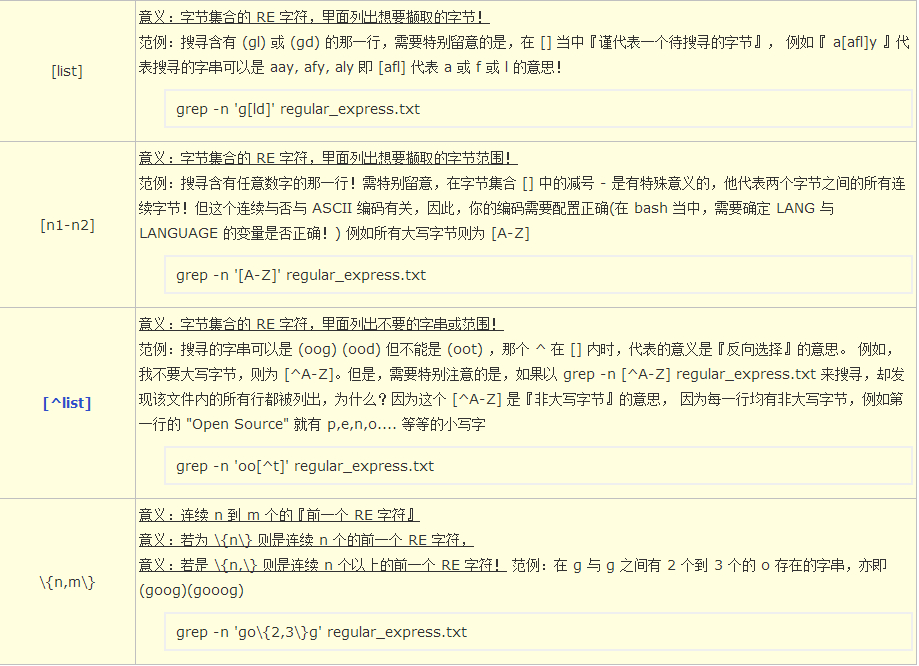 [list]
意义：字节集合的 RE 字符，里面列出想要撷取的字节！
范例：搜寻含有 (gl) 或 (gd) 的那一行，需要特别留意的是，在 [] 当中『谨代表一个待搜寻的字节』， 例如『 a[afl]y 』代
表搜寻的字串可以是 aay, afy, aly 即 [afl] 代表 a 或 f 或 l 的意思！
grep -n 'g[ld]' regular_express.txt
[n1-n2]
意义：字节集合的 RE 字符，里面列出想要撷取的字节范围！
范例：搜寻含有任意数字的那一行！需特别留意，在字节集合 [] 中的减号 - 是有特殊意义的，他代表两个字节之间的所有连
续字节！但这个连续与否与 ASCII 编码有关，因此，你的编码需要配置正确(在 bash 当中，需要确定 LANG 与
LANGUAGE 的变量是否正确！) 例如所有大写字节则为 [A-Z]
grep -n '[A-Z]' regular_express.txt
[^list]
意义：字节集合的 RE 字符，里面列出不要的字串或范围！
范例：搜寻的字串可以是 (oog) (ood) 但不能是 (oot) ，那个 ^ 在 [] 内时，代表的意义是『反向选择』的意思。 例如，
我不要大写字节，则为 [^A-Z]。但是，需要特别注意的是，如果以 grep -n [^A-Z] regular_express.txt 来搜寻，却发
现该文件内的所有行都被列出，为什么？因为这个 [^A-Z] 是『非大写字节』的意思， 因为每一行均有非大写字节，例如第
一行的 "Open Source" 就有 p,e,n,o.... 等等的小写字
grep -n 'oo[^t]' regular_express.txt
\{n,m\}
意义：连续 n 到 m 个的『前一个 RE 字符』
意义：若为 \{n\} 则是连续 n 个的前一个 RE 字符，
意义：若是 \{n,\} 则是连续 n 个以上的前一个 RE 字符！ 范例：在 g 与 g 之间有 2 个到 3 个的 o 存在的字串，亦即
(goog)(gooog)
grep -n 'go\{2,3\}g' regular_express.txt